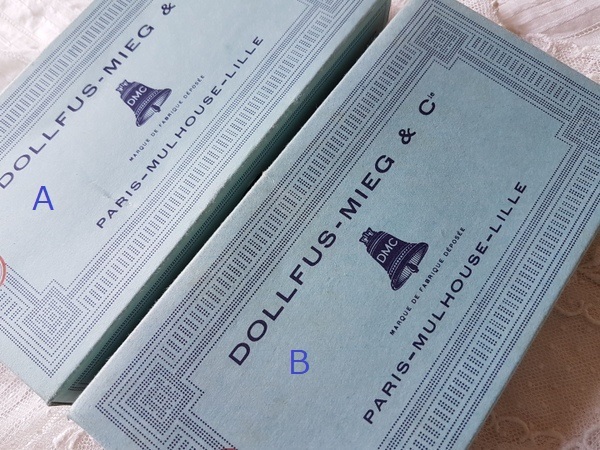 DOLLFUS-MIEG &
DMC
MARQUE DE FABRIQUE DÉPOSÉE
PARIS-MULHOUSE-LILLE
A
DOLLFUS-MIEG & Cie
DMC
MARQUE DE FABRIQUE DÉPOSÉE
PARIS-MULHOUSE-LILLE
B